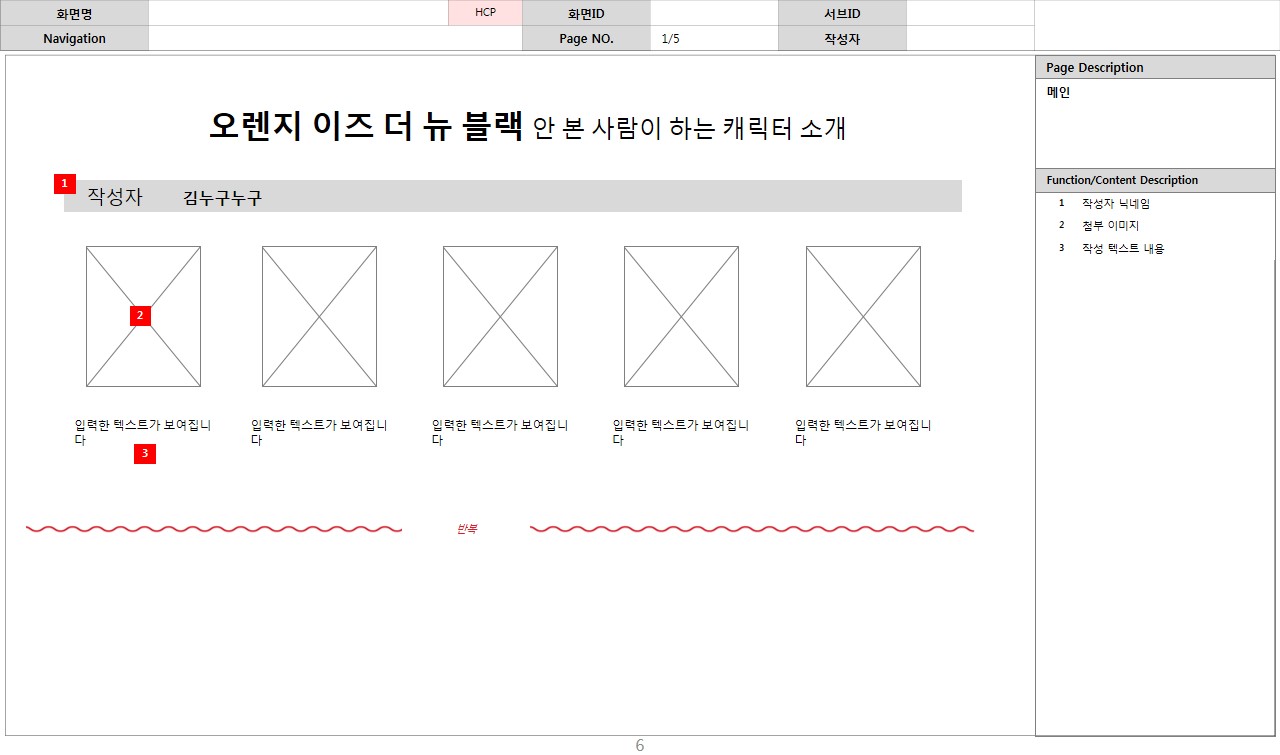 화면명 HCP 화면ID 서브ID
Navigation Page NO. 1/5 작성자
오렌지 이즈 더 뉴 블랙 안 본 사람이 하는 캐릭터 소개
1 작성자 김누구누구
2
입력한 텍스트가 보여집니
다
입력한 텍스트가 보여집니
다
입력한 텍스트가 보여집니
다
입력한 텍스트가 보여집니
다
입력한 텍스트가 보여집니
다
3
반복
Page Description
메인
Function/Content Description
1 작성자 닉네임
2 첨부 이미지
3 작성 텍스트 내용
6